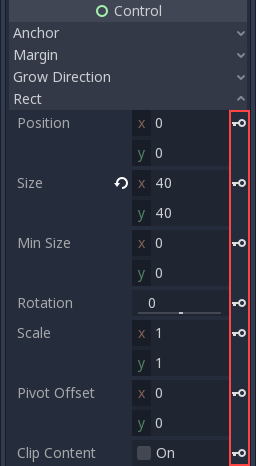 Control
Anchor
Margin
Grow Direction
Rect
Position x 0
y 0
Size x 40
y 40
Min Size x 0
y 0
Rotation 0
Scale x 1
y 1
Pivot Offset x 0
y 0
Clip Content On